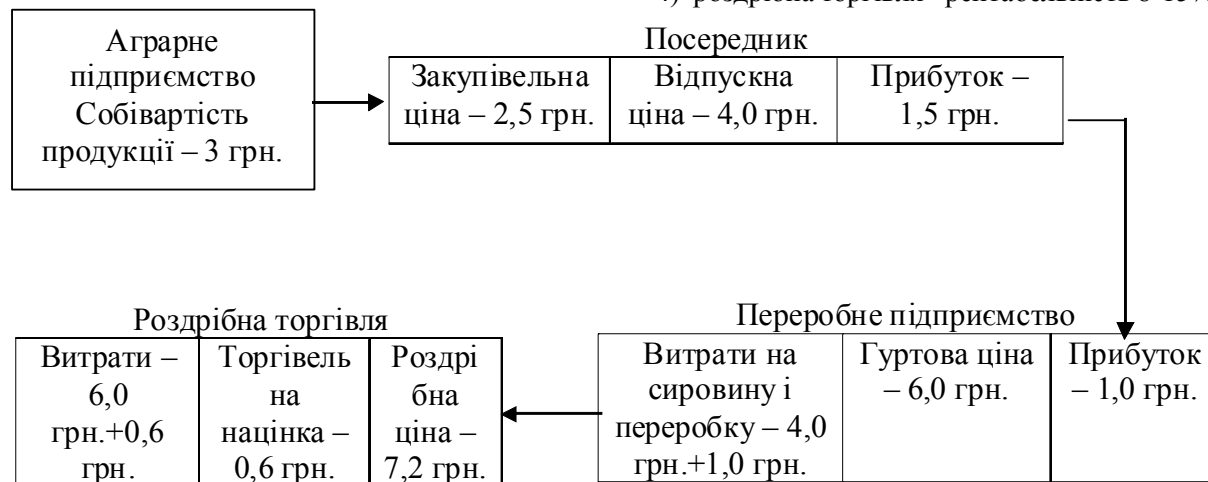 Аграрне
підприємство
Собівартість
продукції – 3 грн.
Посередник
Закупівельна
ціна – 2,5 грн.
Відпускна
ціна – 4,0 грн.
Прибуток –
1,5 грн.
Переробне підприємство
Витрати на
сировину і
переробку – 4,0
грн.+1,0 грн.
Гуртова ціна
– 6,0 грн.
Прибуток
– 1,0 грн.
Роздрібна торгівля
Витрати –
6,0
грн.+0,6
грн.
Торгівель
на
націнка –
0,6 грн.
Роздрі
бна
ціна –
7,2 грн.